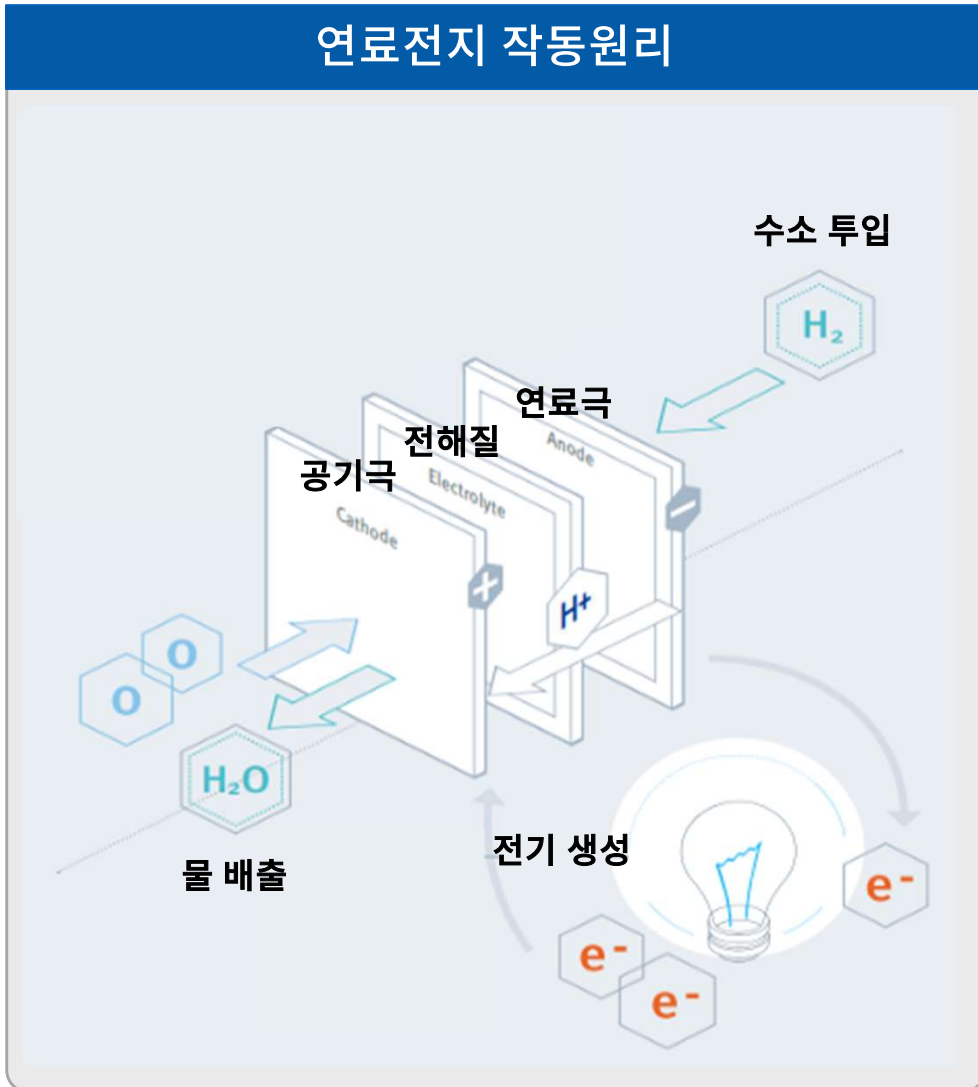 연료전지 작동원리
수소 투입
H₂
연료극
Anode
전해질
Electrolyte
공기극
Cathode
−
+
H+
O
O
H₂O
물 배출
전기 생성
e-
e-
e-